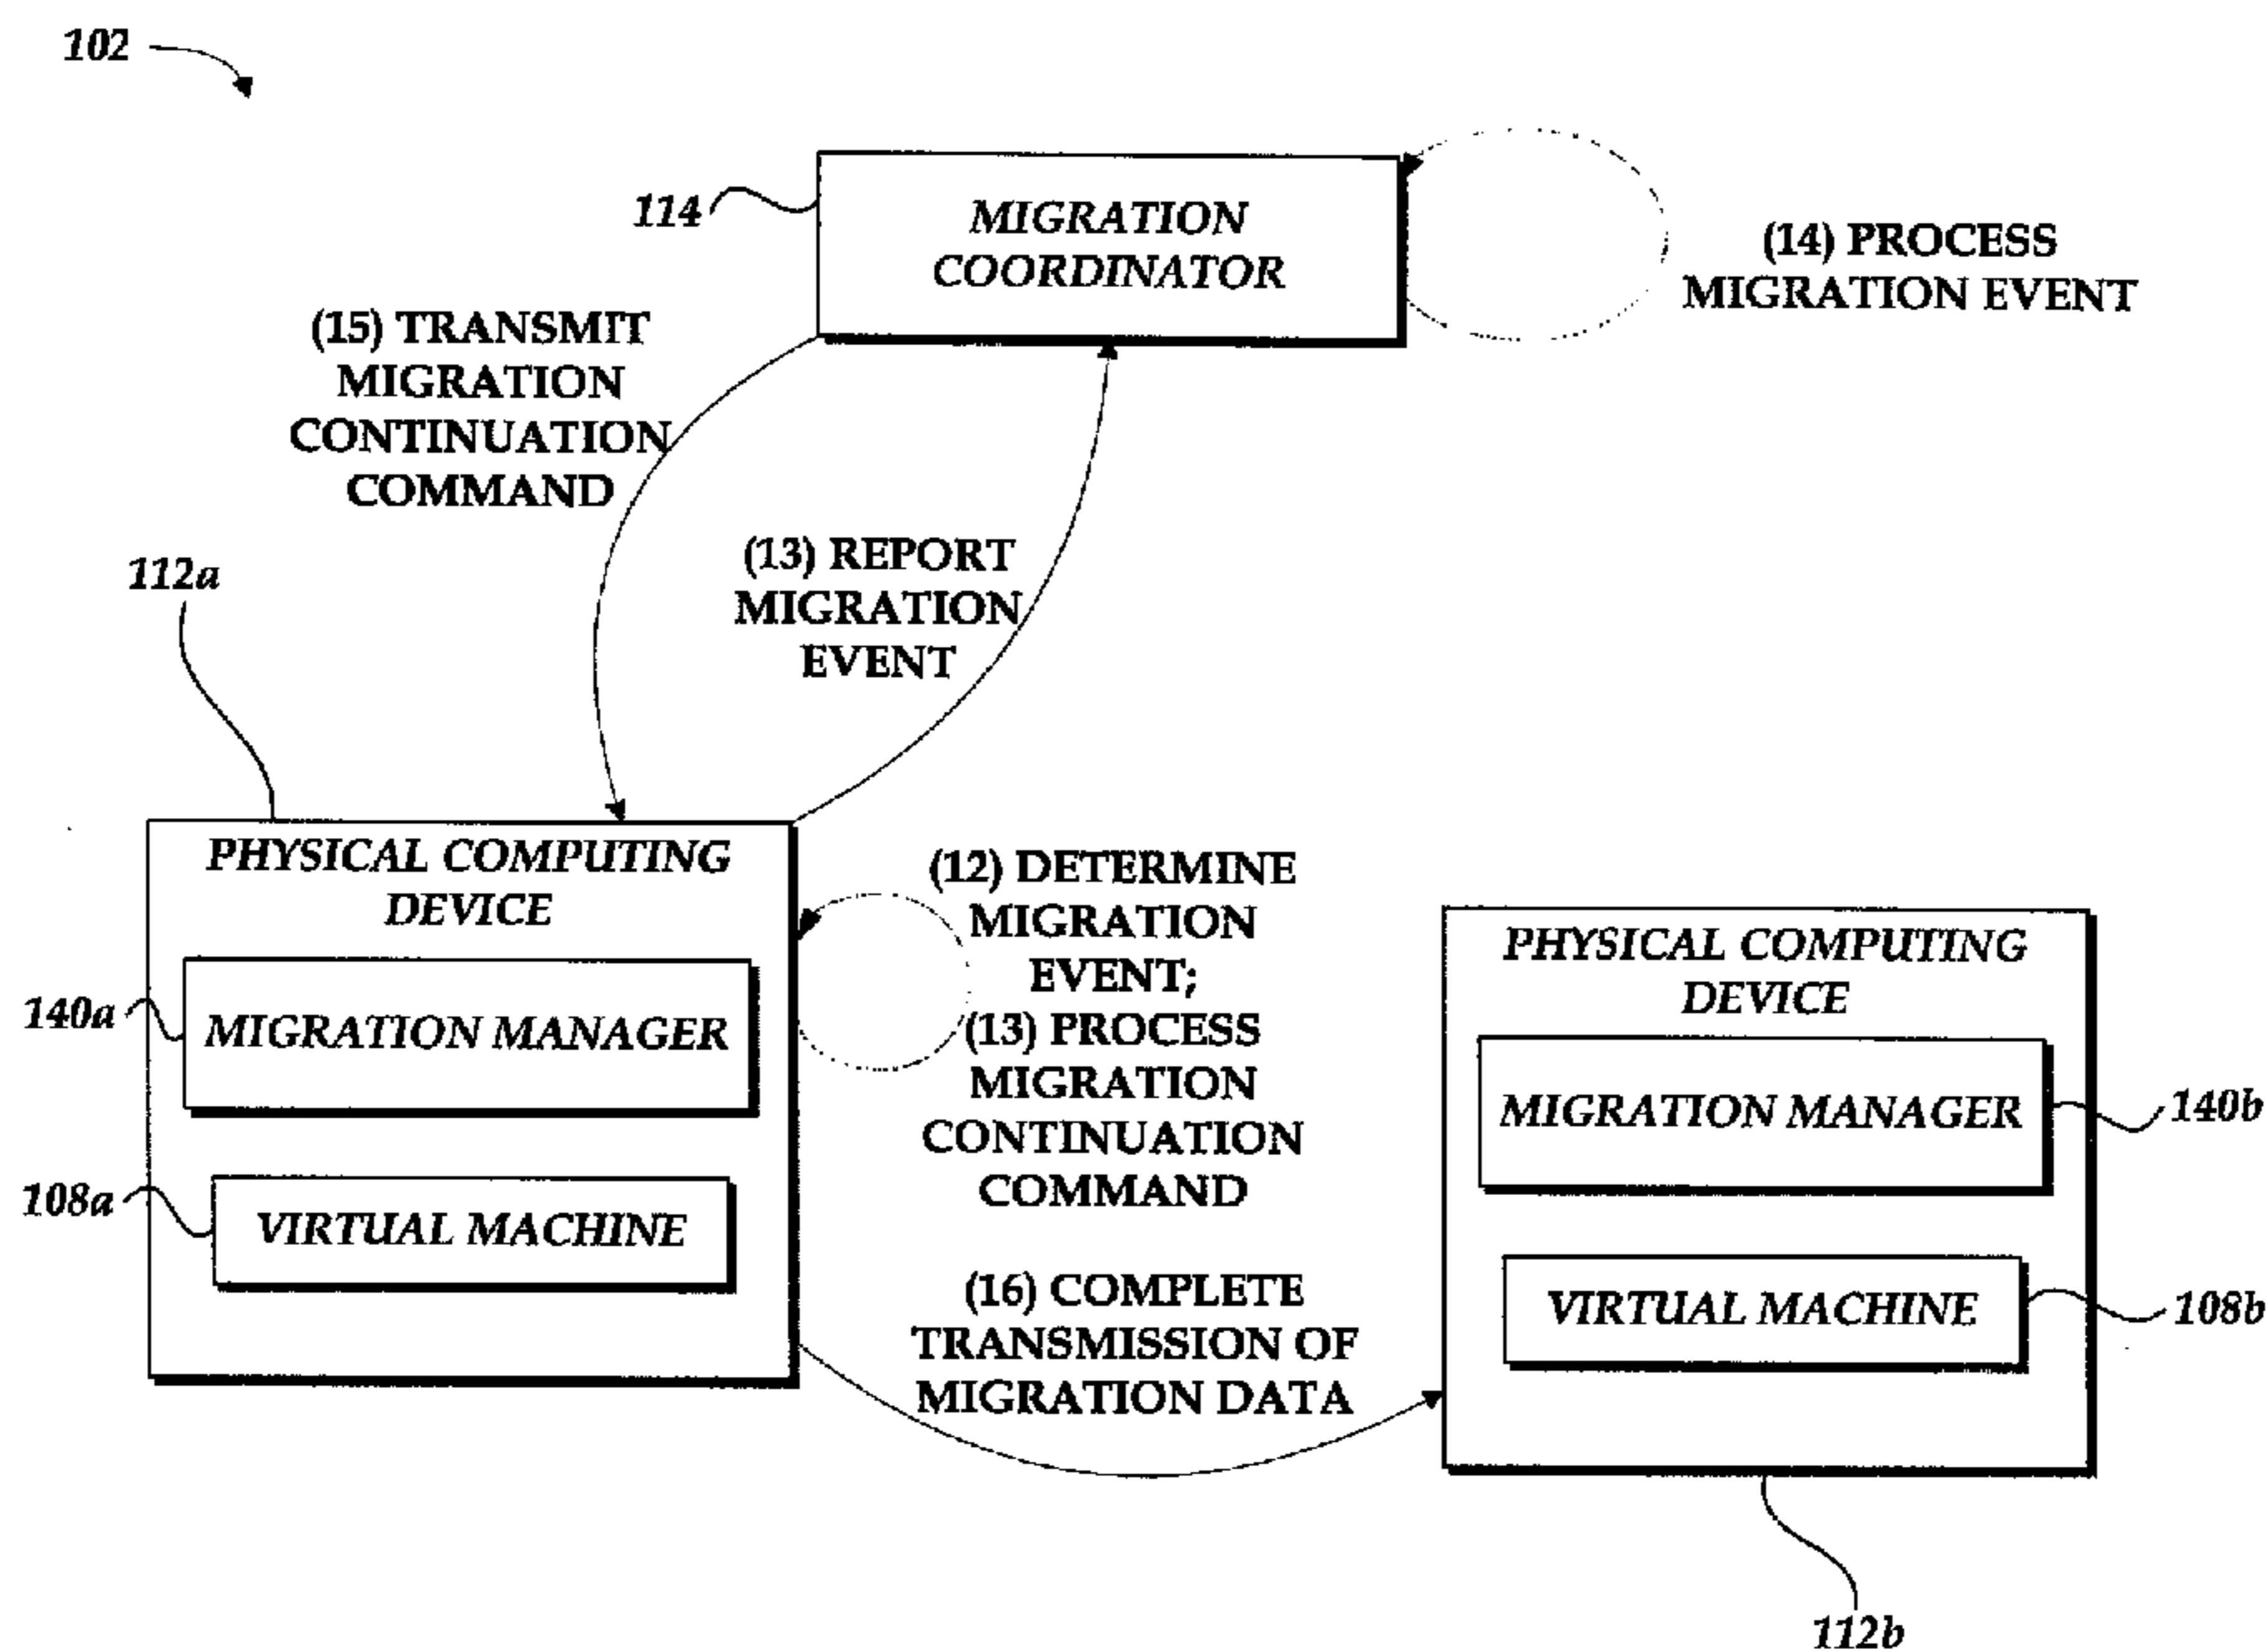 102
114
MIGRATION
COORDINATOR
(14) PROCESS
MIGRATION EVENT
(15) TRANSMIT
MIGRATION
CONTINUATION
COMMAND
(13) REPORT
MIGRATION
EVENT
112a
PHYSICAL COMPUTING
DEVICE
140a
MIGRATION MANAGER
108a
VIRTUAL MACHINE
(12) DETERMINE
MIGRATION
EVENT;
(13) PROCESS
MIGRATION
CONTINUATION
COMMAND
(16) COMPLETE
TRANSMISSION OF
MIGRATION DATA
PHYSICAL COMPUTING
DEVICE
MIGRATION MANAGER
140b
VIRTUAL MACHINE
108b
112b